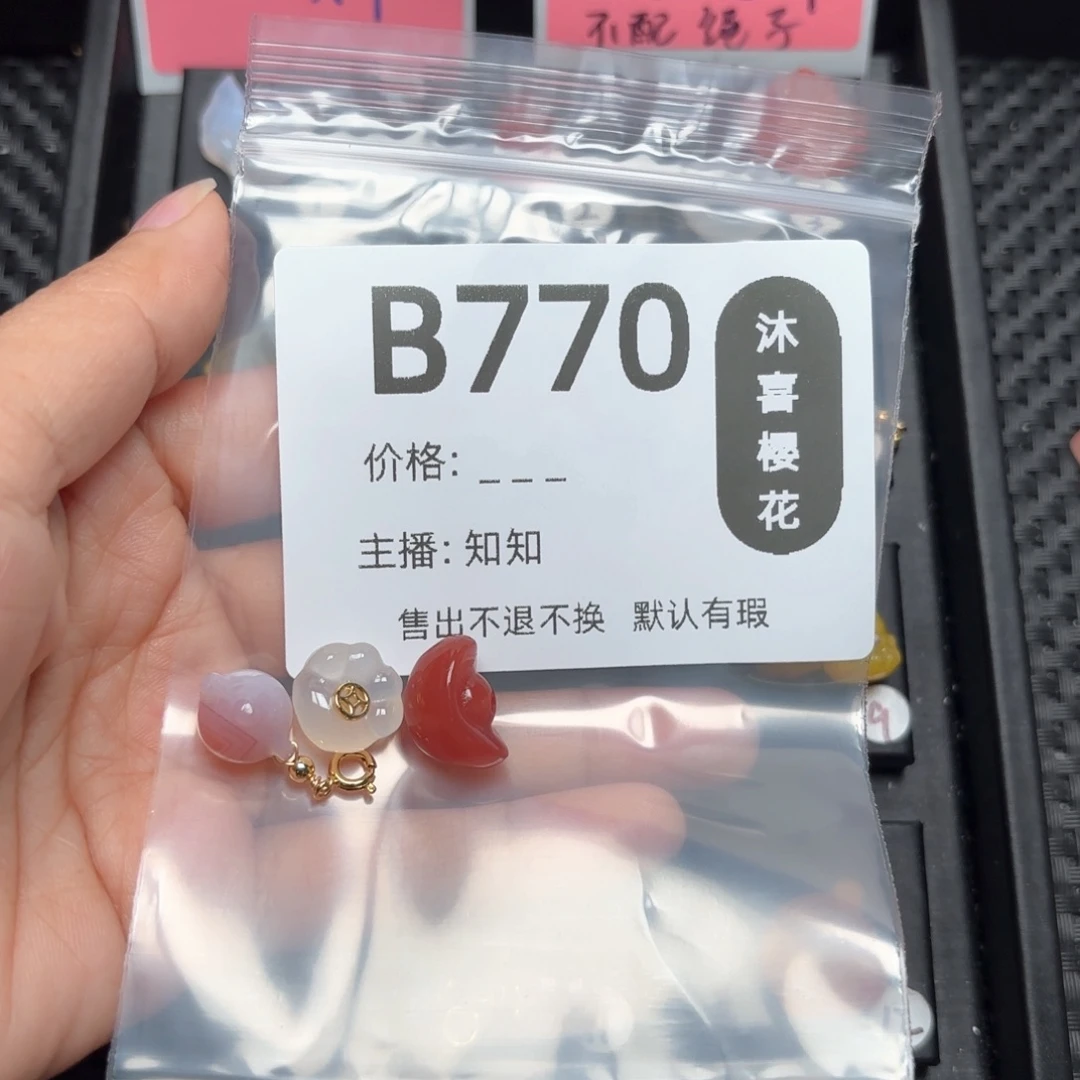 不配绳子
B770
沐喜樱花
价格: _ _ _
主播: 知知
售出不退不换 默认有瑕
9